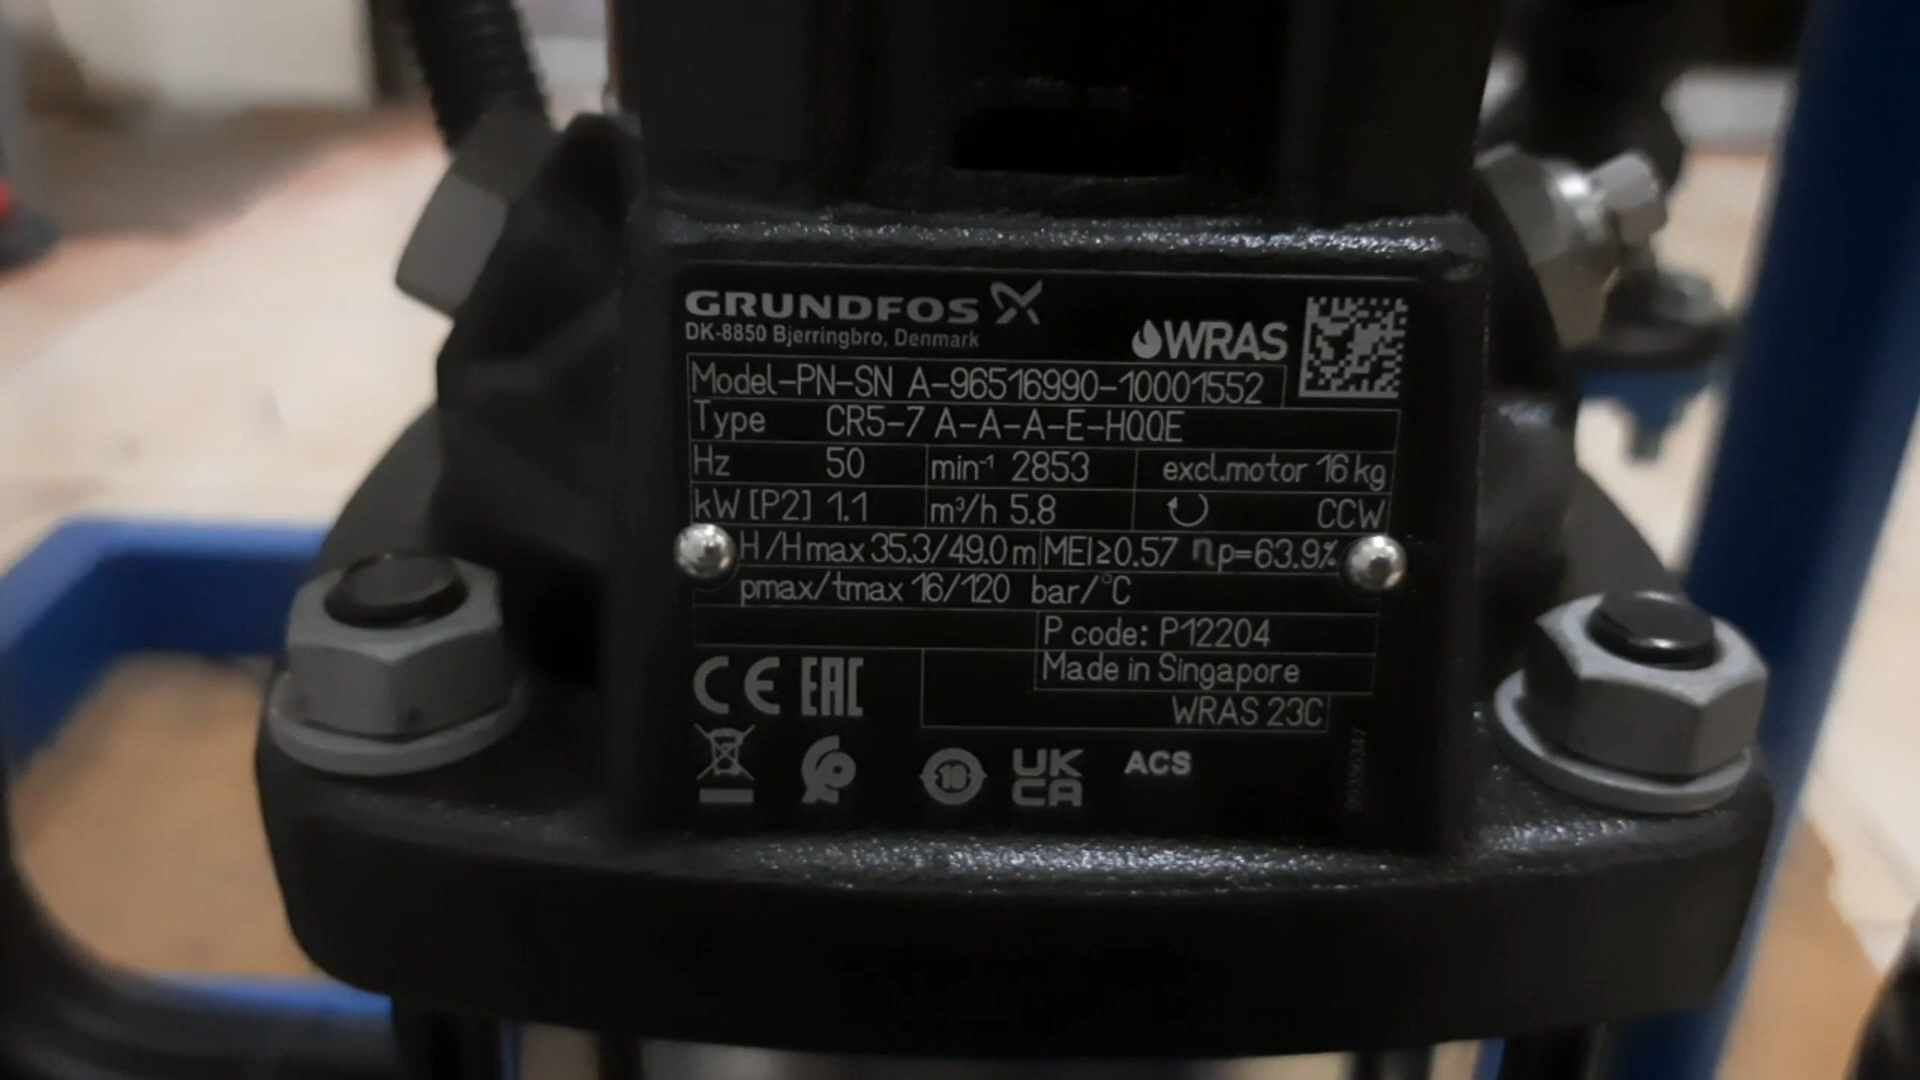 GRUNDFOS
DK-8850 Bjerringbro, Denmark
WRAS
Model-PN-SN A-96516990-10001552
Type CR5-7 A-A-A-E-HQQE
Hz 50 min⁻¹ 2853 excl.motor 16 kg
kW [P2] 1.1 m³/h 5.8 CCW
H/Hmax 35.3/49.0 m MEI≥0.57 ηp=63.9%
pmax/tmax 16/120 bar/°C
P code: P12204
Made in Singapore
WRAS 23C
CE EAC
10 UK CA ACS